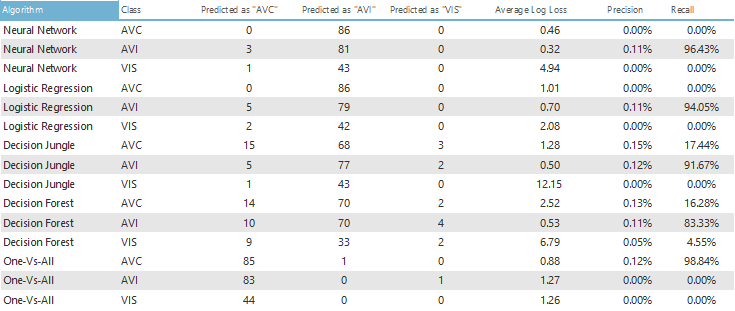 Algorithm Class Predicted as "AVC" Predicted as "AVI" Predicted as "VIS" Average Log Loss Precision Recall
Neural Network AVC 0 86 0 0.46 0.00% 0.00%
Neural Network AVI 3 81 0 0.32 0.11% 96.43%
Neural Network VIS 1 43 0 4.94 0.00% 0.00%
Logistic Regression AVC 0 86 0 1.01 0.00% 0.00%
Logistic Regression AVI 5 79 0 0.70 0.11% 94.05%
Logistic Regression VIS 2 42 0 2.08 0.00% 0.00%
Decision Jungle AVC 15 68 3 1.28 0.15% 17.44%
Decision Jungle AVI 5 77 2 0.50 0.12% 91.67%
Decision Jungle VIS 1 43 0 12.15 0.00% 0.00%
Decision Forest AVC 14 70 2 2.52 0.13% 16.28%
Decision Forest AVI 10 70 4 0.53 0.11% 83.33%
Decision Forest VIS 9 33 2 6.79 0.05% 4.55%
One-Vs-All AVC 85 1 0 0.88 0.12% 98.84%
One-Vs-All AVI 83 0 1 1.27 0.00% 0.00%
One-Vs-All VIS 44 0 0 1.26 0.00% 0.00%